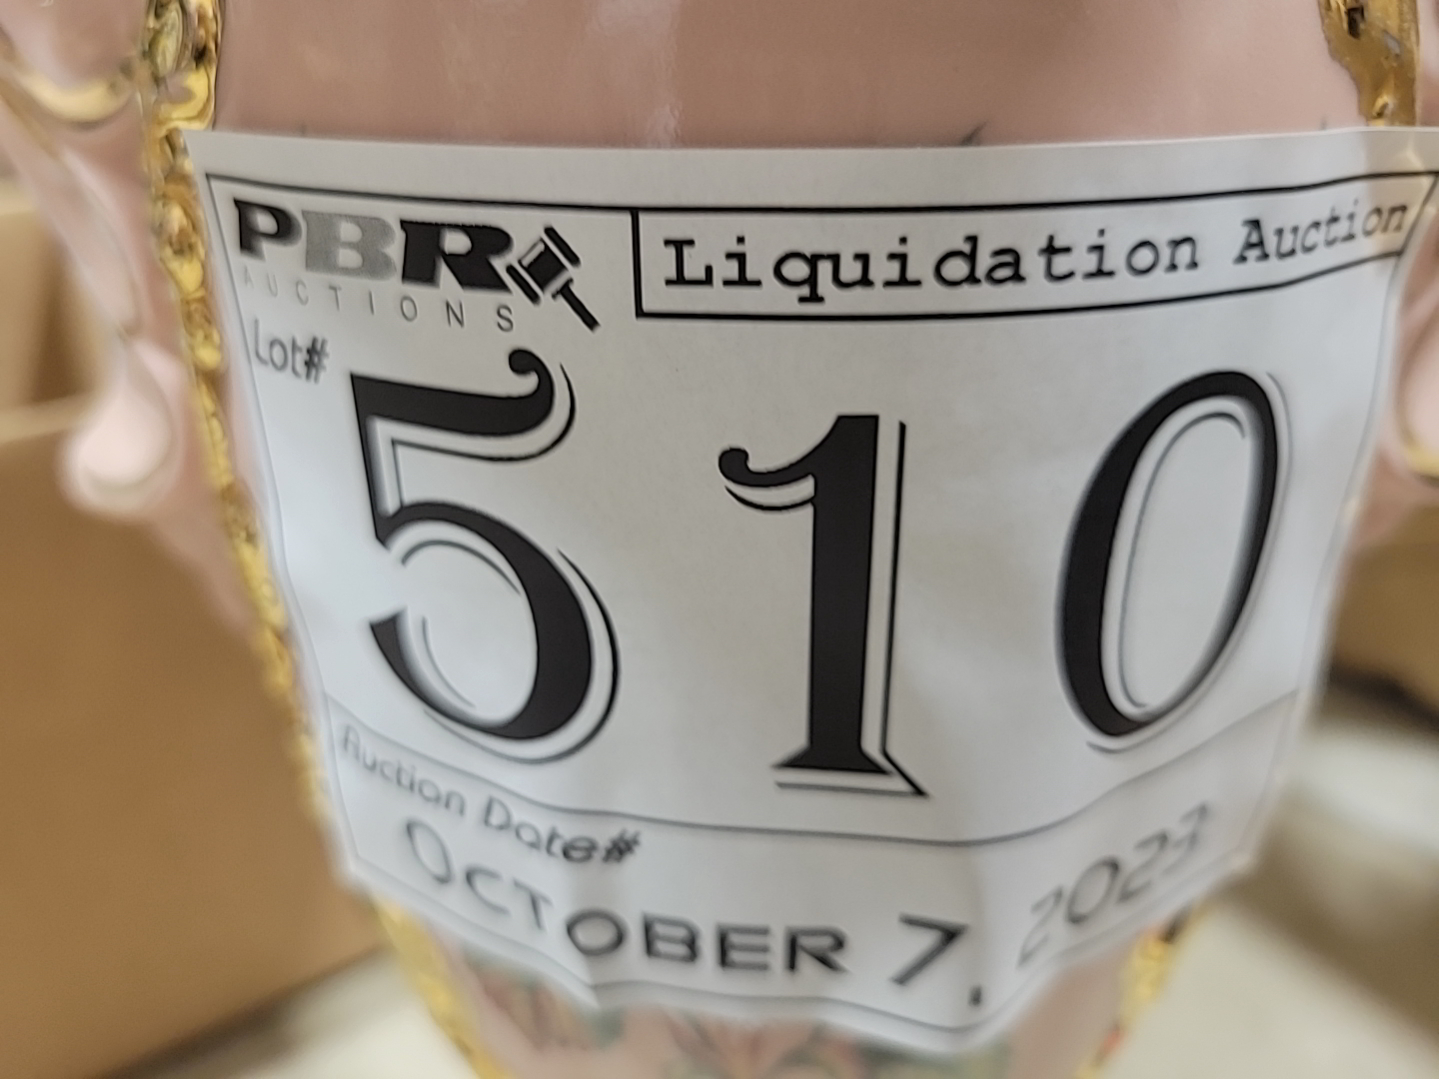 PBR
AUCTIONS
Liquidation Auction
Lot#
510
Auction Date#
OCTOBER 7, 2023